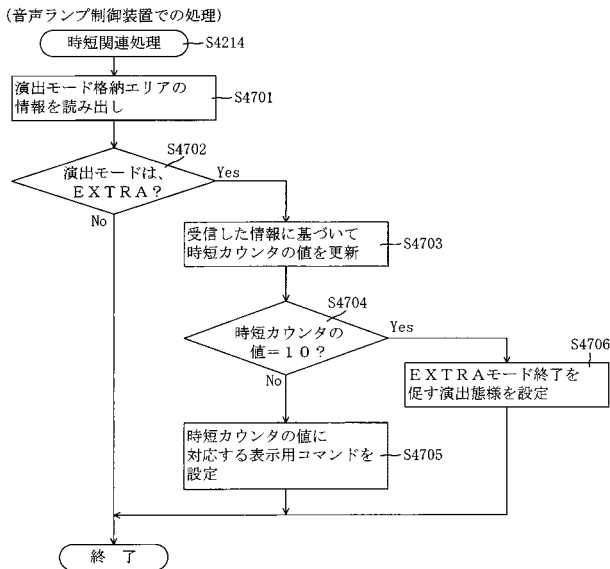 (音声ランプ制御装置での処理)
時短関連処理
S4214
演出モード格納エリアの
情報を読み出し
S4701
S4702
演出モードは、
EXTRA?
Yes
No
受信した情報に基づいて
時短カウンタの値を更新
S4703
S4704
時短カウンタの
値=10?
Yes
No
S4706
EXTRAモード終了を
促す演出態様を設定
時短カウンタの値に
対応する表示用コマンドを
設定
S4705
終 了